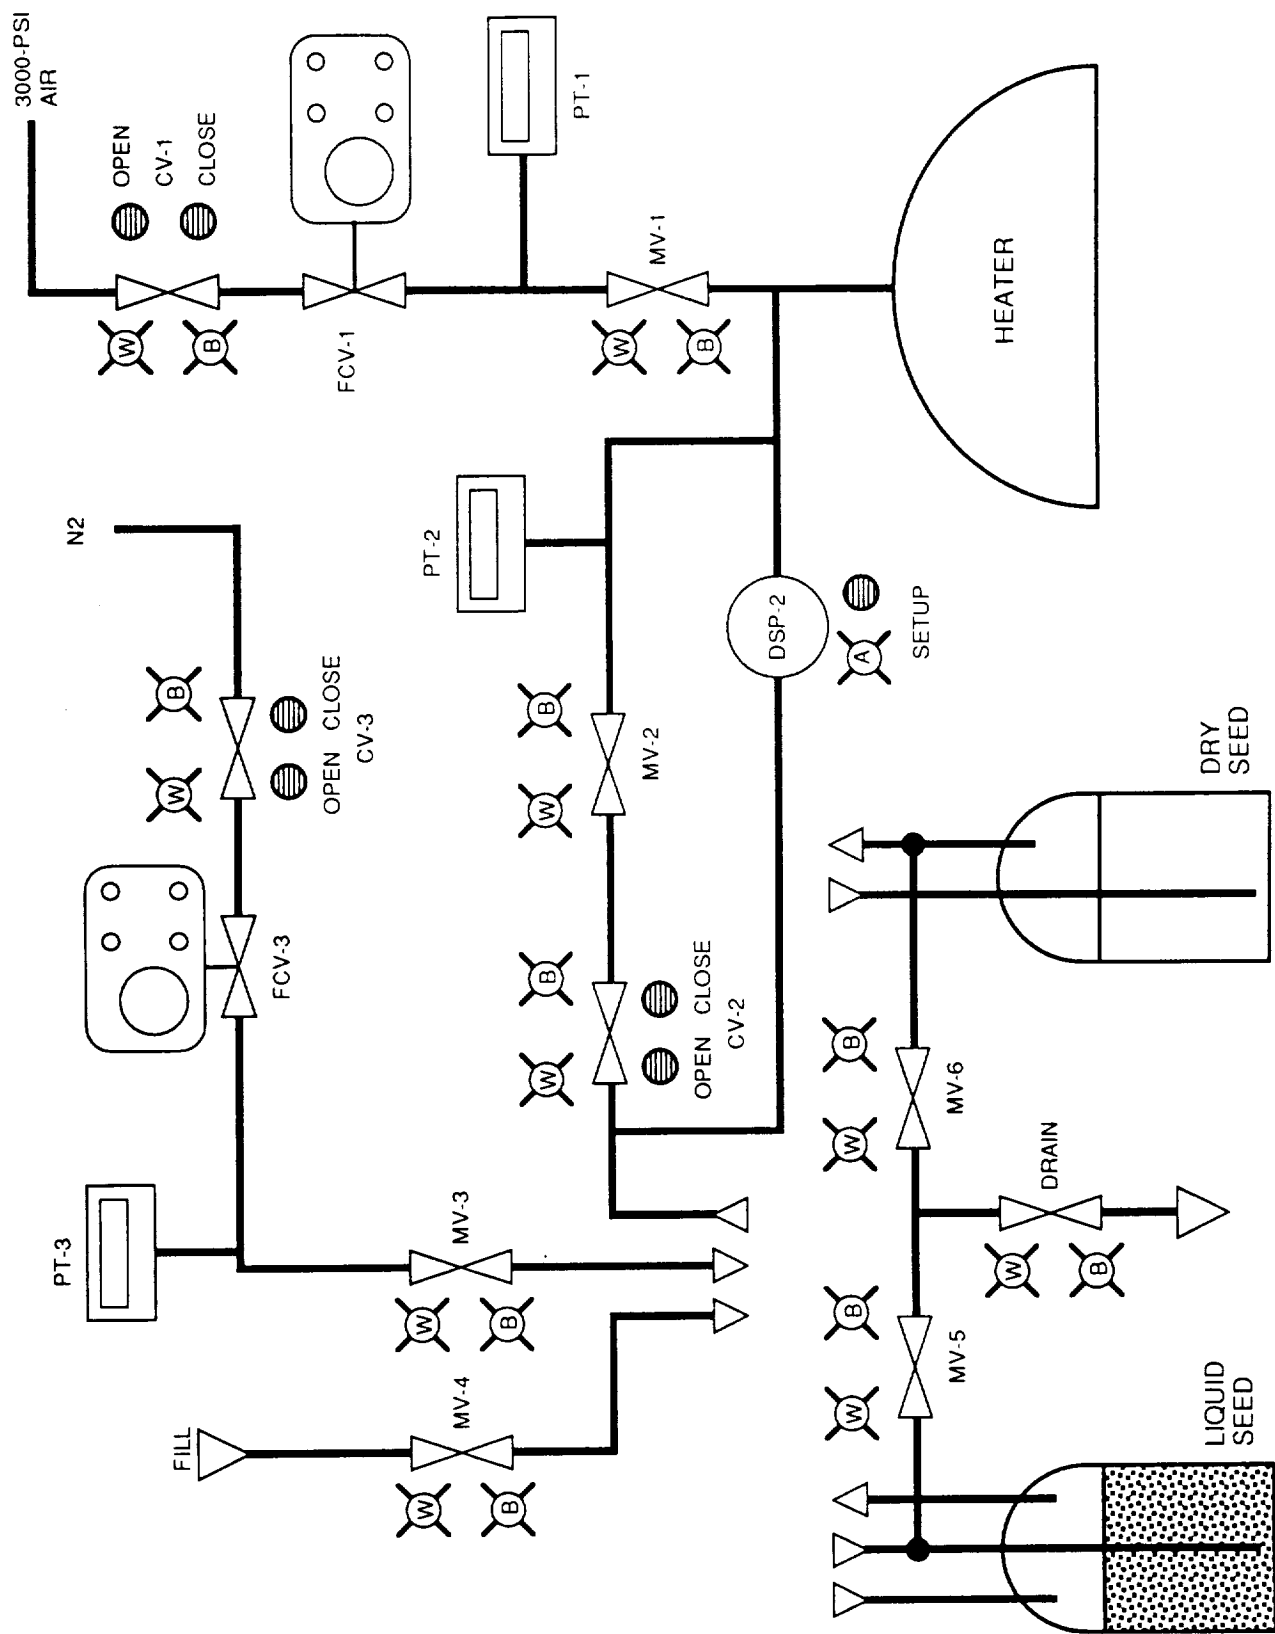 3000-PSI
AIR
OPEN
CV-1
CLOSE
W
B
FCV-1
PT-1
MV-1
W
B
HEATER
N2
B
W
OPEN CLOSE
CV-3
FCV-3
PT-3
PT-2
B
W
MV-2
B
W
OPEN CLOSE
CV-2
DSP-2
A
SETUP
MV-3
W
B
FILL
MV-4
W
B
DRY
SEED
B
W
MV-6
DRAIN
W
B
B
W
MV-5
LIQUID
SEED